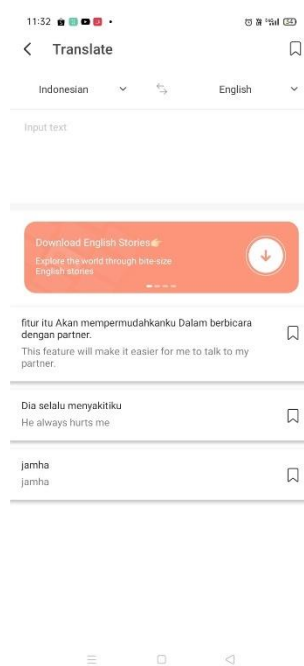 11:32
54
Translate
Indonesian
English
Input text
Download English Stories
Explore the world through bite-size
English stories
fitur itu Akan mempermudahkanku Dalam berbicara
dengan partner.
This feature will make it easier for me to talk to my
partner.
Dia selalu menyakitiku
He always hurts me
jamha
jamha